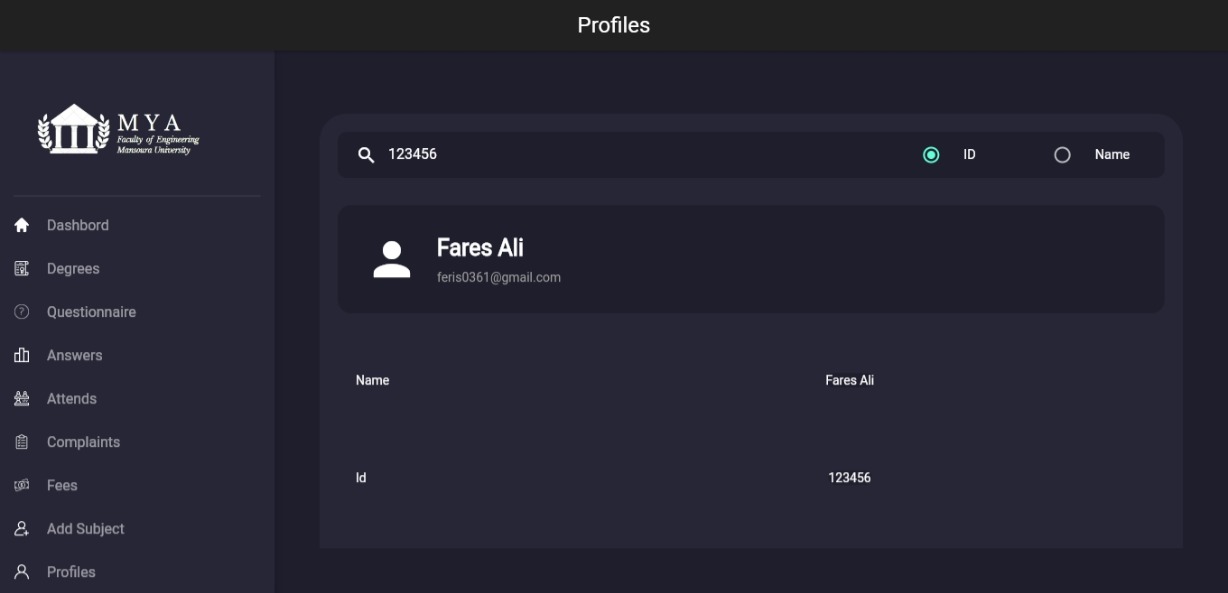 Profiles
MYA
Faculty of Engineering
Mansoura University
Dashbord
Degrees
Questionnaire
Answers
Attends
Complaints
Fees
Add Subject
Profiles
123456 ID Name
Fares Ali
feris0361@gmail.com
Name Fares Ali
Id 123456